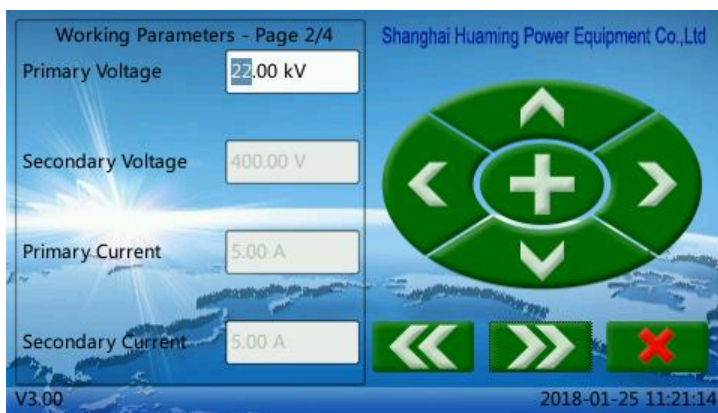 Working Parameters - Page 2/4
Shanghai Huaming Power Equipment Co.,Ltd
Primary Voltage
22.00 kV
Secondary Voltage
400.00 V
Primary Current
5.00 A
Secondary Current
5.00 A
V3.00
2018-01-25 11:21:14